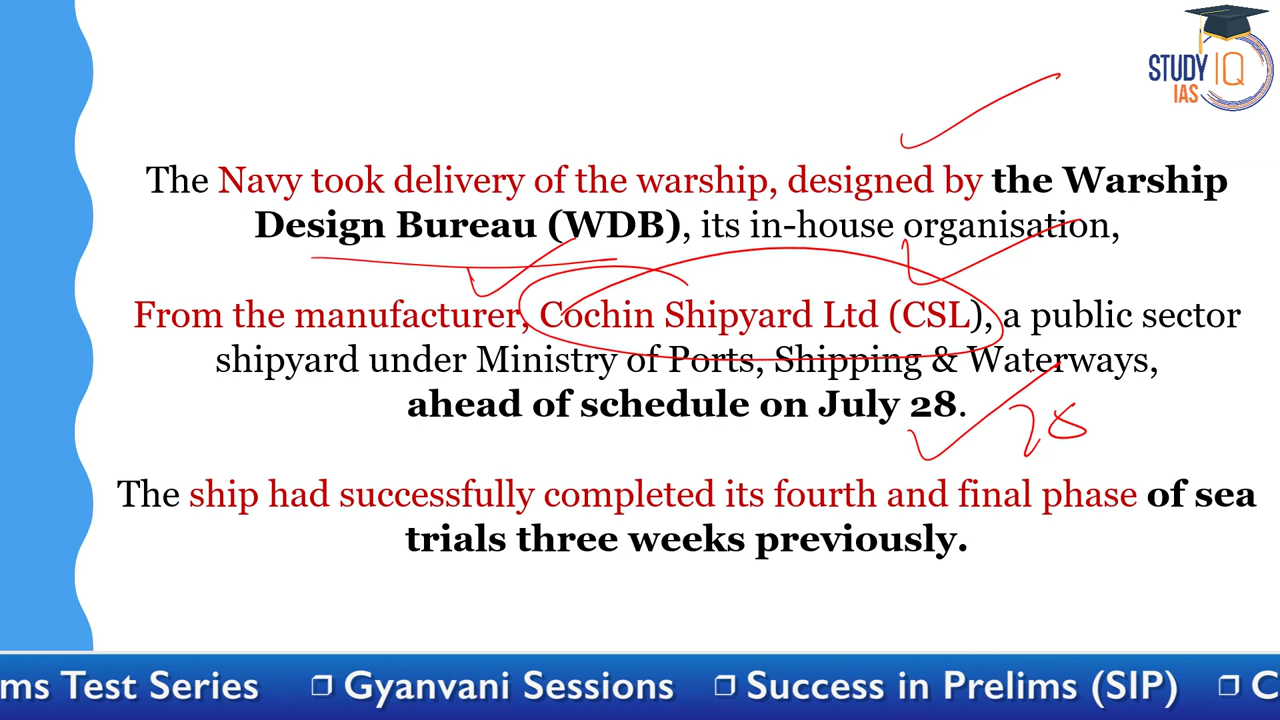 STUDY IQ
IAS
The Navy took delivery of the warship, designed by the Warship
Design Bureau (WDB), its in-house organisation,
From the manufacturer, Cochin Shipyard Ltd (CSL), a public sector
shipyard under Ministry of Ports, Shipping & Waterways,
ahead of schedule on July 28.
28
The ship had successfully completed its fourth and final phase of sea
trials three weeks previously.
ms Test Series ❐ Gyanvani Sessions ❐ Success in Prelims (SIP) ❐ C